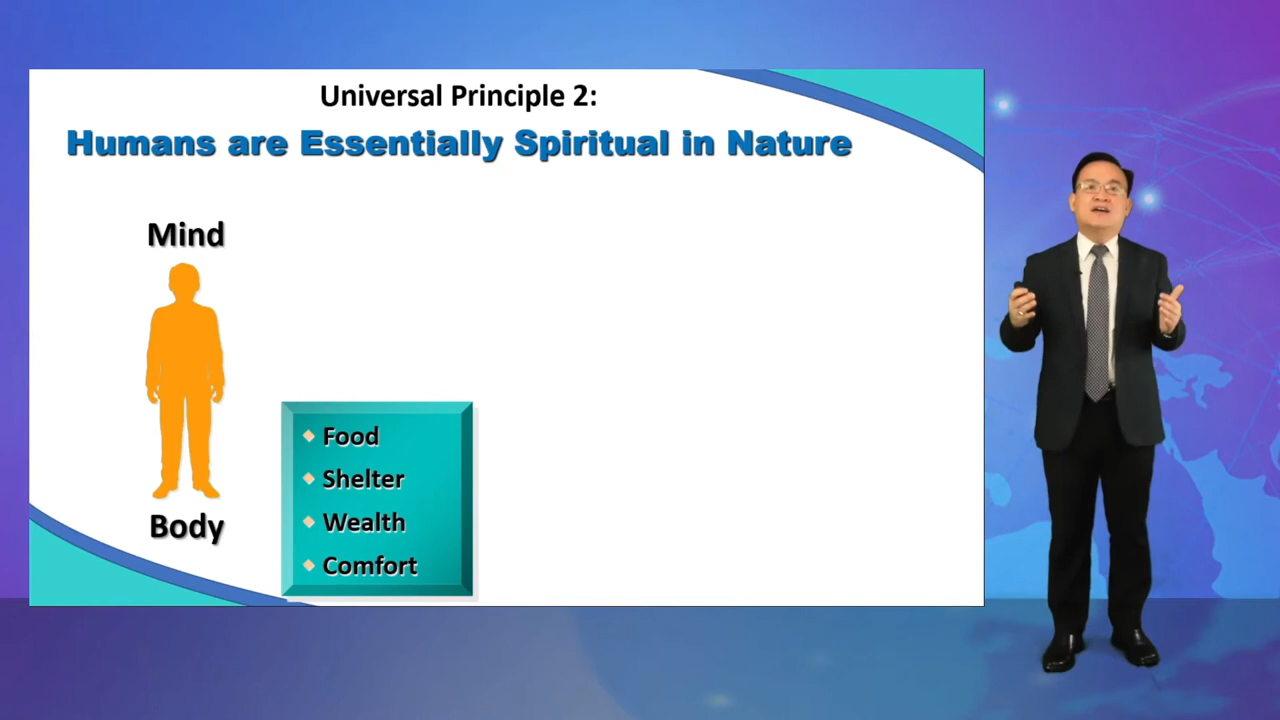 Universal Principle 2:
Humans are Essentially Spiritual in Nature
Mind
Body
Food
Shelter
Wealth
Comfort